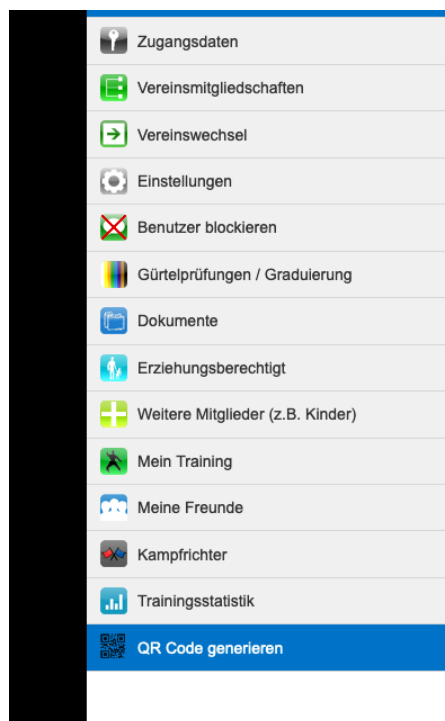 Zugangsdaten
Vereinsmitgliedschaften
Vereinswechsel
Einstellungen
Benutzer blockieren
Gürtelprüfungen / Graduierung
Dokumente
Erziehungsberechtigt
Weitere Mitglieder (z.B. Kinder)
Mein Training
Meine Freunde
Kampfrichter
Trainingsstatistik
QR Code generieren